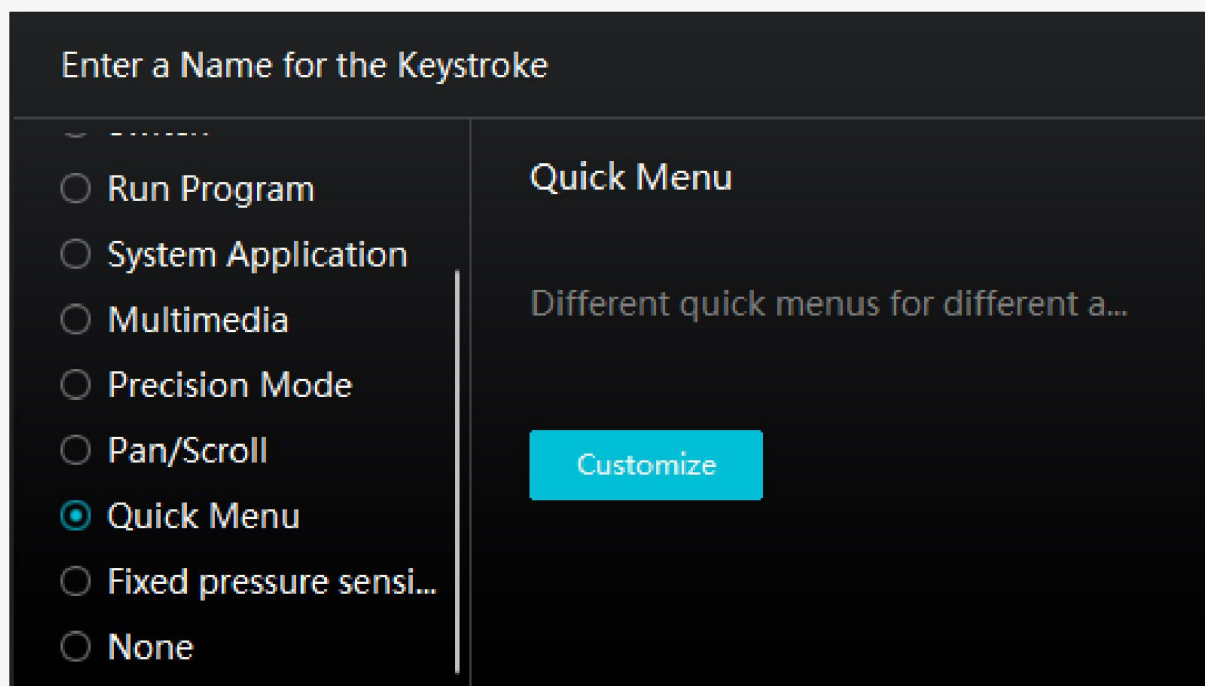 Enter a Name for the Keystroke
Run Program
System Application
Multimedia
Precision Mode
Pan/Scroll
Quick Menu
Fixed pressure sensi...
None
Quick Menu
Different quick menus for different a...
Customize